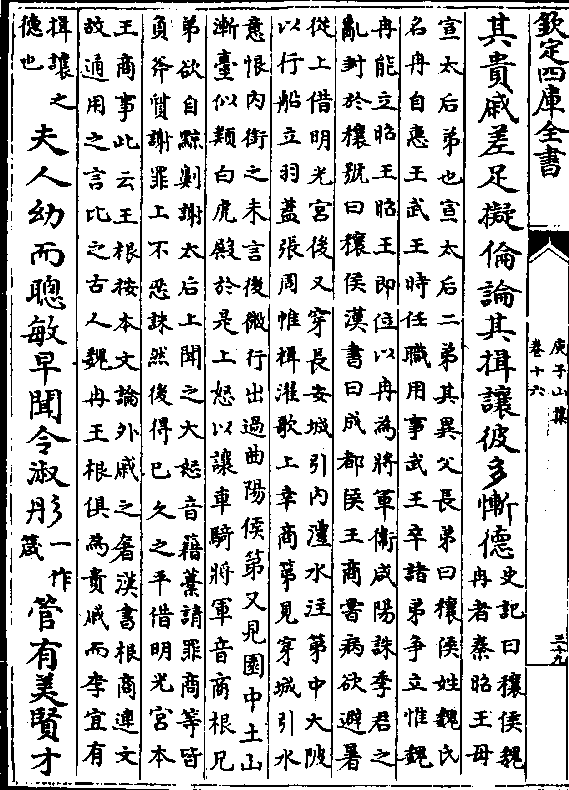 欽定四庫全書
庾子山集
卷十六
三十九
其貴戚差足擬倫論其揖讓彼多慚德史記曰穰侯魏
冉者秦昭王母
宣太后弟也宣太后二弟其異父長弟曰穰侯姓魏氏
名冉自惠王武王時任職用事武王卒諸弟争立惟魏
冉能立昭王昭王即位以冉為將軍衛咸陽誅季君之
亂封於穰號曰穰侯漢書曰成都侯王商嘗病欲避暑
從上借明光宮後又穿長安城引内澧水注第中大陂
以行船立羽蓋張周帷楫濯歌上幸商第見穿城引水
意恨内銜之未言後微行出過曲陽侯第又見園中土山
漸臺似類白虎殿於是上怒以讓車騎將軍音商根兄
弟欲自黥劓謝太后上聞之大怒音藉藁請罪商等皆
負斧質謝罪上不忍誅然後得已久之平借明光宮本
王商事此云王根按本文論外戚之奢漢書根商連文
故通用之言比之古人魏冉王根俱為貴戚而李宜有
揖讓之
德也
夫人幼而聰敏早聞令淑彤一作
箴
管有美賢才